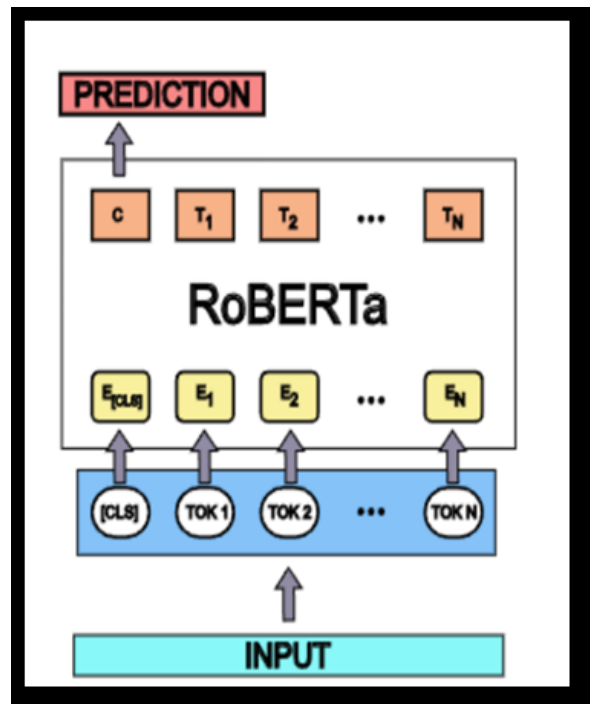 PREDICTION
C T1 T2 ... TN
RoBERTa
E[CLS] E1 E2 ... EN
[CLS] TOK 1 TOK 2 ... TOK N
INPUT